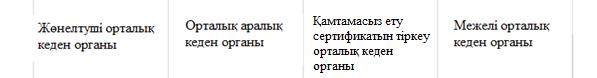 Жөнелтуші орталық
кеден органы
Орталық аралық
кеден органы
Қамтамасыз ету
сертификатын тіркеу
орталық кеден
органы
Межелі орталық
кеден органы